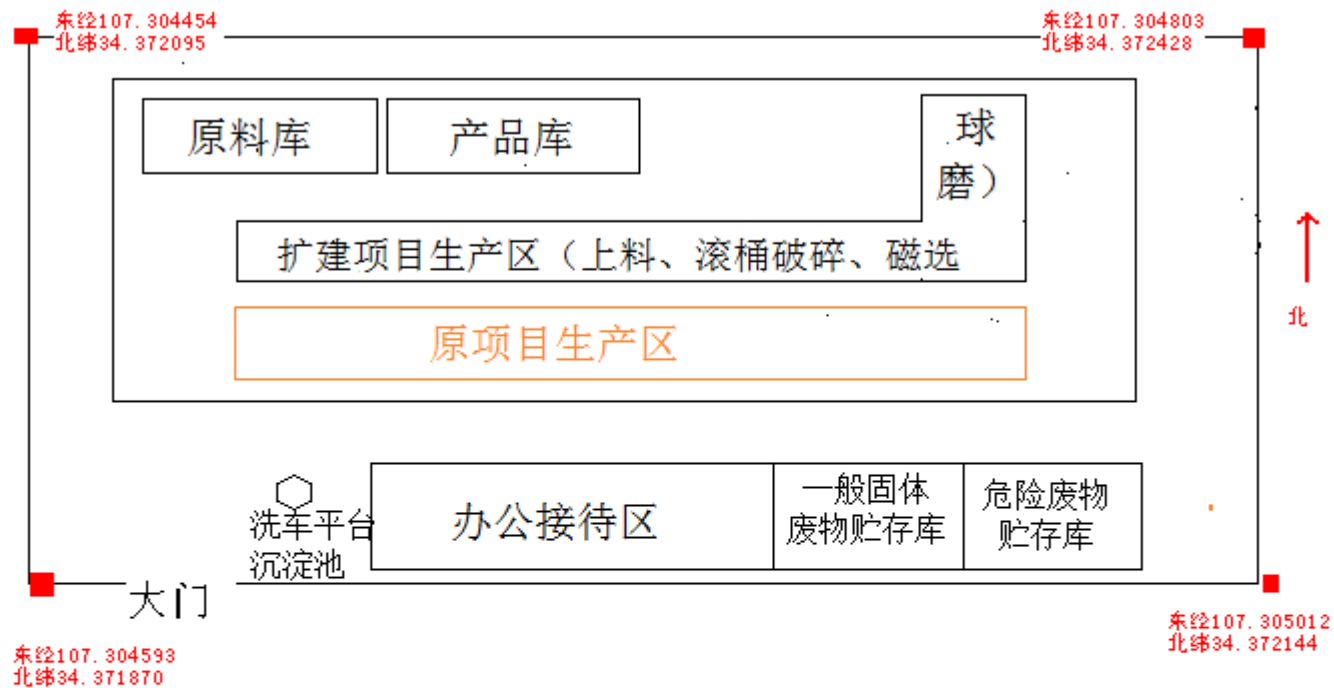 东经107.304454
北纬34.372095
东经107.304803
北纬34.372428
原料库
产品库
球
磨）
扩建项目生产区（上料、滚桶破碎、磁选
北
原项目生产区
洗车平台
沉淀池
办公接待区
一般固体
废物贮存库
危险废物
贮存库
大门
东经107.304593
北纬34.371870
东经107.305012
北纬34.372144